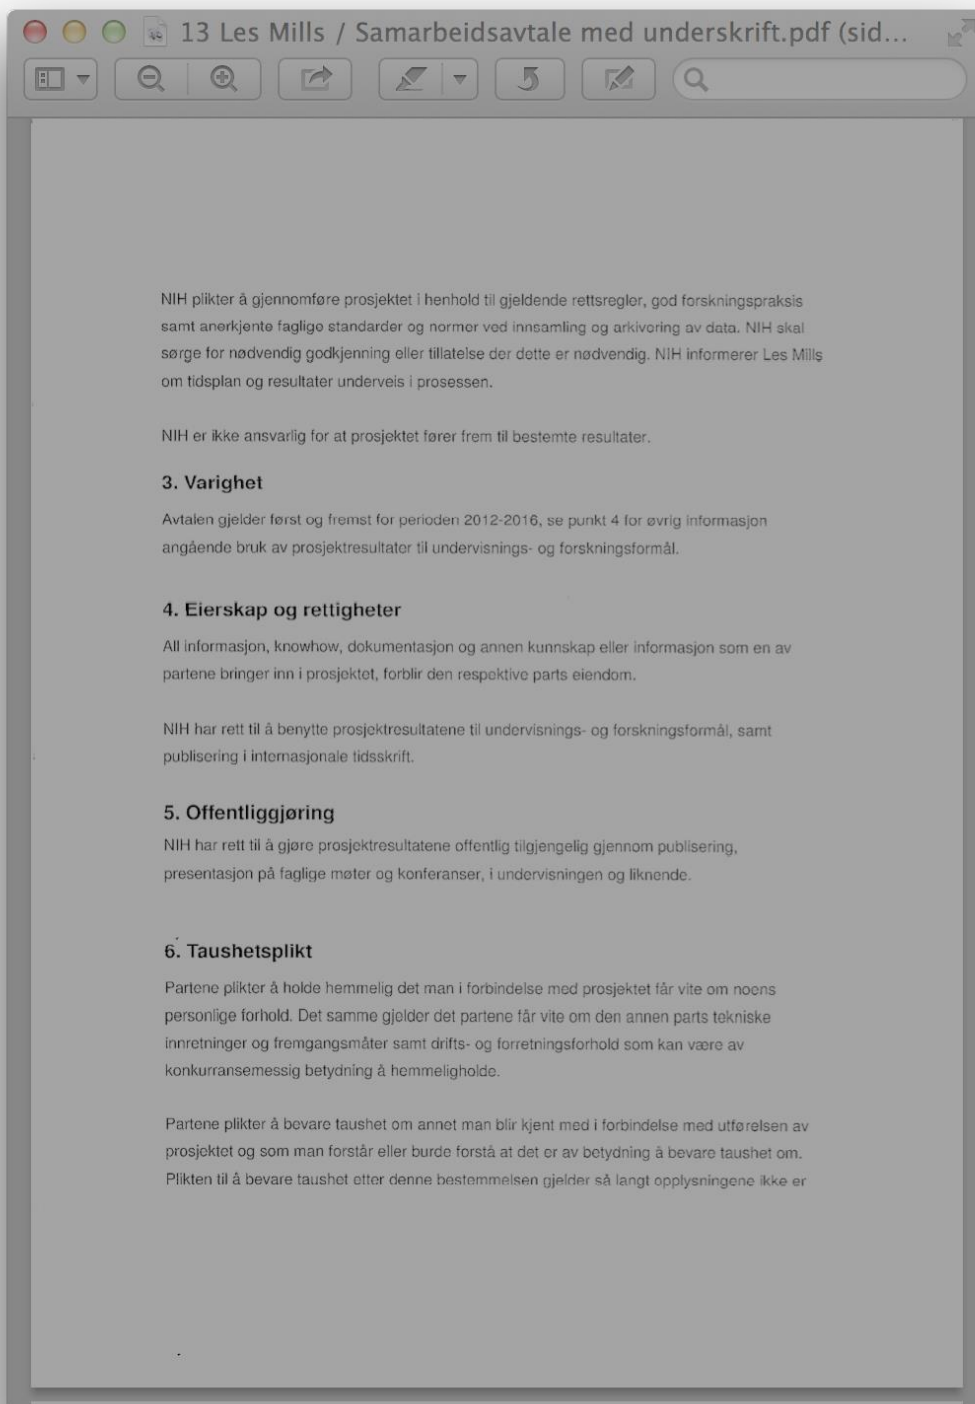 13 Les Mills / Samarbeidsavtale med underskrift.pdf (sid...
NIH plikter å gjennomføre prosjektet i henhold til gjeldende rettsregler, god forskningspraksis
samt anerkjente faglige standarder og normer ved innsamling og arkivering av data. NIH skal
sørge for nødvendig godkjenning eller tillatelse der dette er nødvendig. NIH informerer Les Mills
om tidsplan og resultater underveis i prosessen.
NIH er ikke ansvarlig for at prosjektet fører frem til bestemte resultater.
3. Varighet
Avtalen gjelder først og fremst for perioden 2012-2016, se punkt 4 for øvrig informasjon
angående bruk av prosjektresultater til undervisnings- og forskningsformål.
4. Eierskap og rettigheter
All informasjon, knowhow, dokumentasjon og annen kunnskap eller informasjon som en av
partene bringer inn i prosjektet, forblir den respektive parts eiendom.
NIH har rett til å benytte prosjektresultatene til undervisnings- og forskningsformål, samt
publisering i internasjonale tidsskrift.
5. Offentliggjøring
NIH har rett til å gjøre prosjektresultatene offentlig tilgjengelig gjennom publisering,
presentasjon på faglige møter og konferanser, i undervisningen og liknende.
6. Taushetsplikt
Partene plikter å holde hemmelig det man i forbindelse med prosjektet får vite om noens
personlige forhold. Det samme gjelder det partene får vite om den annen parts tekniske
innretninger og fremgangsmåter samt drifts- og forretningsforhold som kan være av
konkurransemessig betydning å hemmeligholde.
Partene plikter å bevare taushet om annet man blir kjent med i forbindelse med utførelsen av
prosjektet og som man forstår eller burde forstå at det er av betydning å bevare taushet om.
Plikten til å bevare taushet etter denne bestemmelsen gjelder så langt opplysningene ikke er